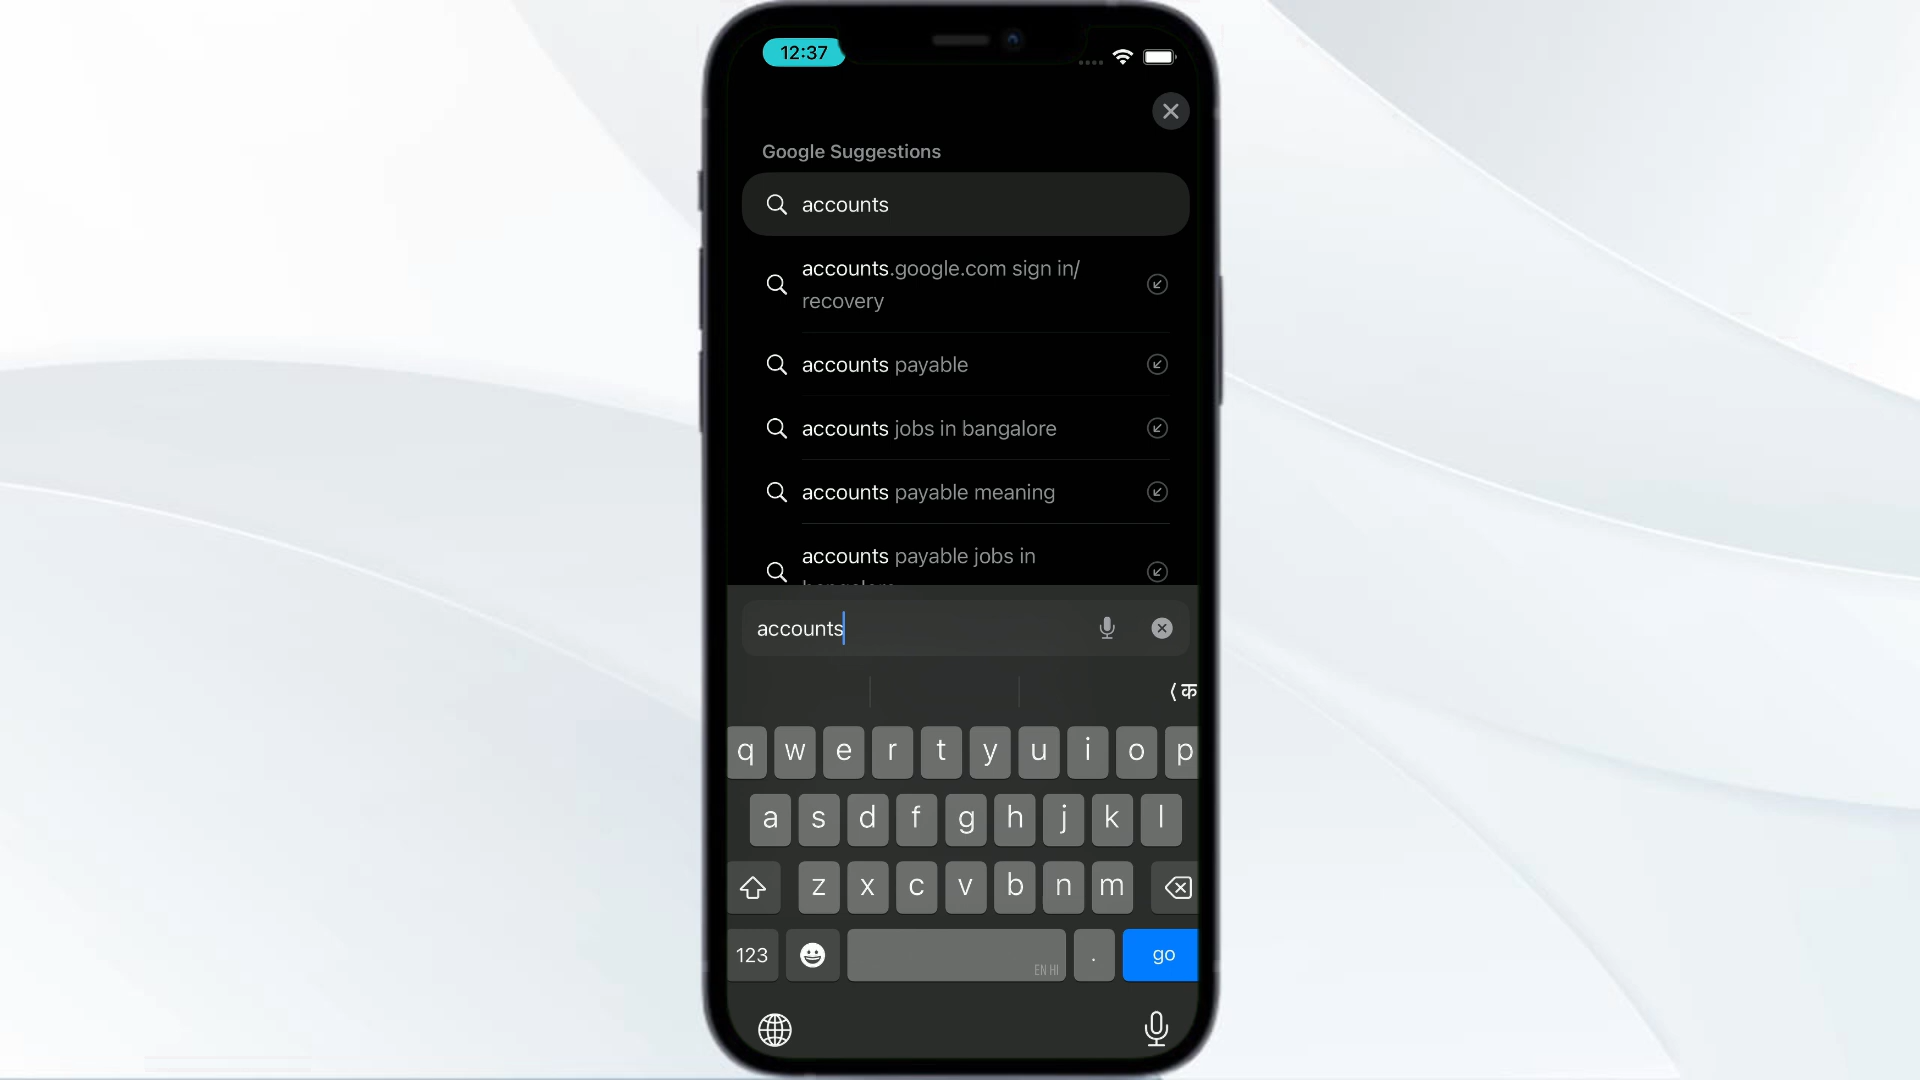 12:37
Google Suggestions
accounts
accounts.google.com sign in/
recovery
accounts payable
accounts jobs in bangalore
accounts payable meaning
accounts payable jobs in
accounts
क
q w e r t y u i o p
a s d f g h j k l
z x c v b n m
123
EN HI
.
go